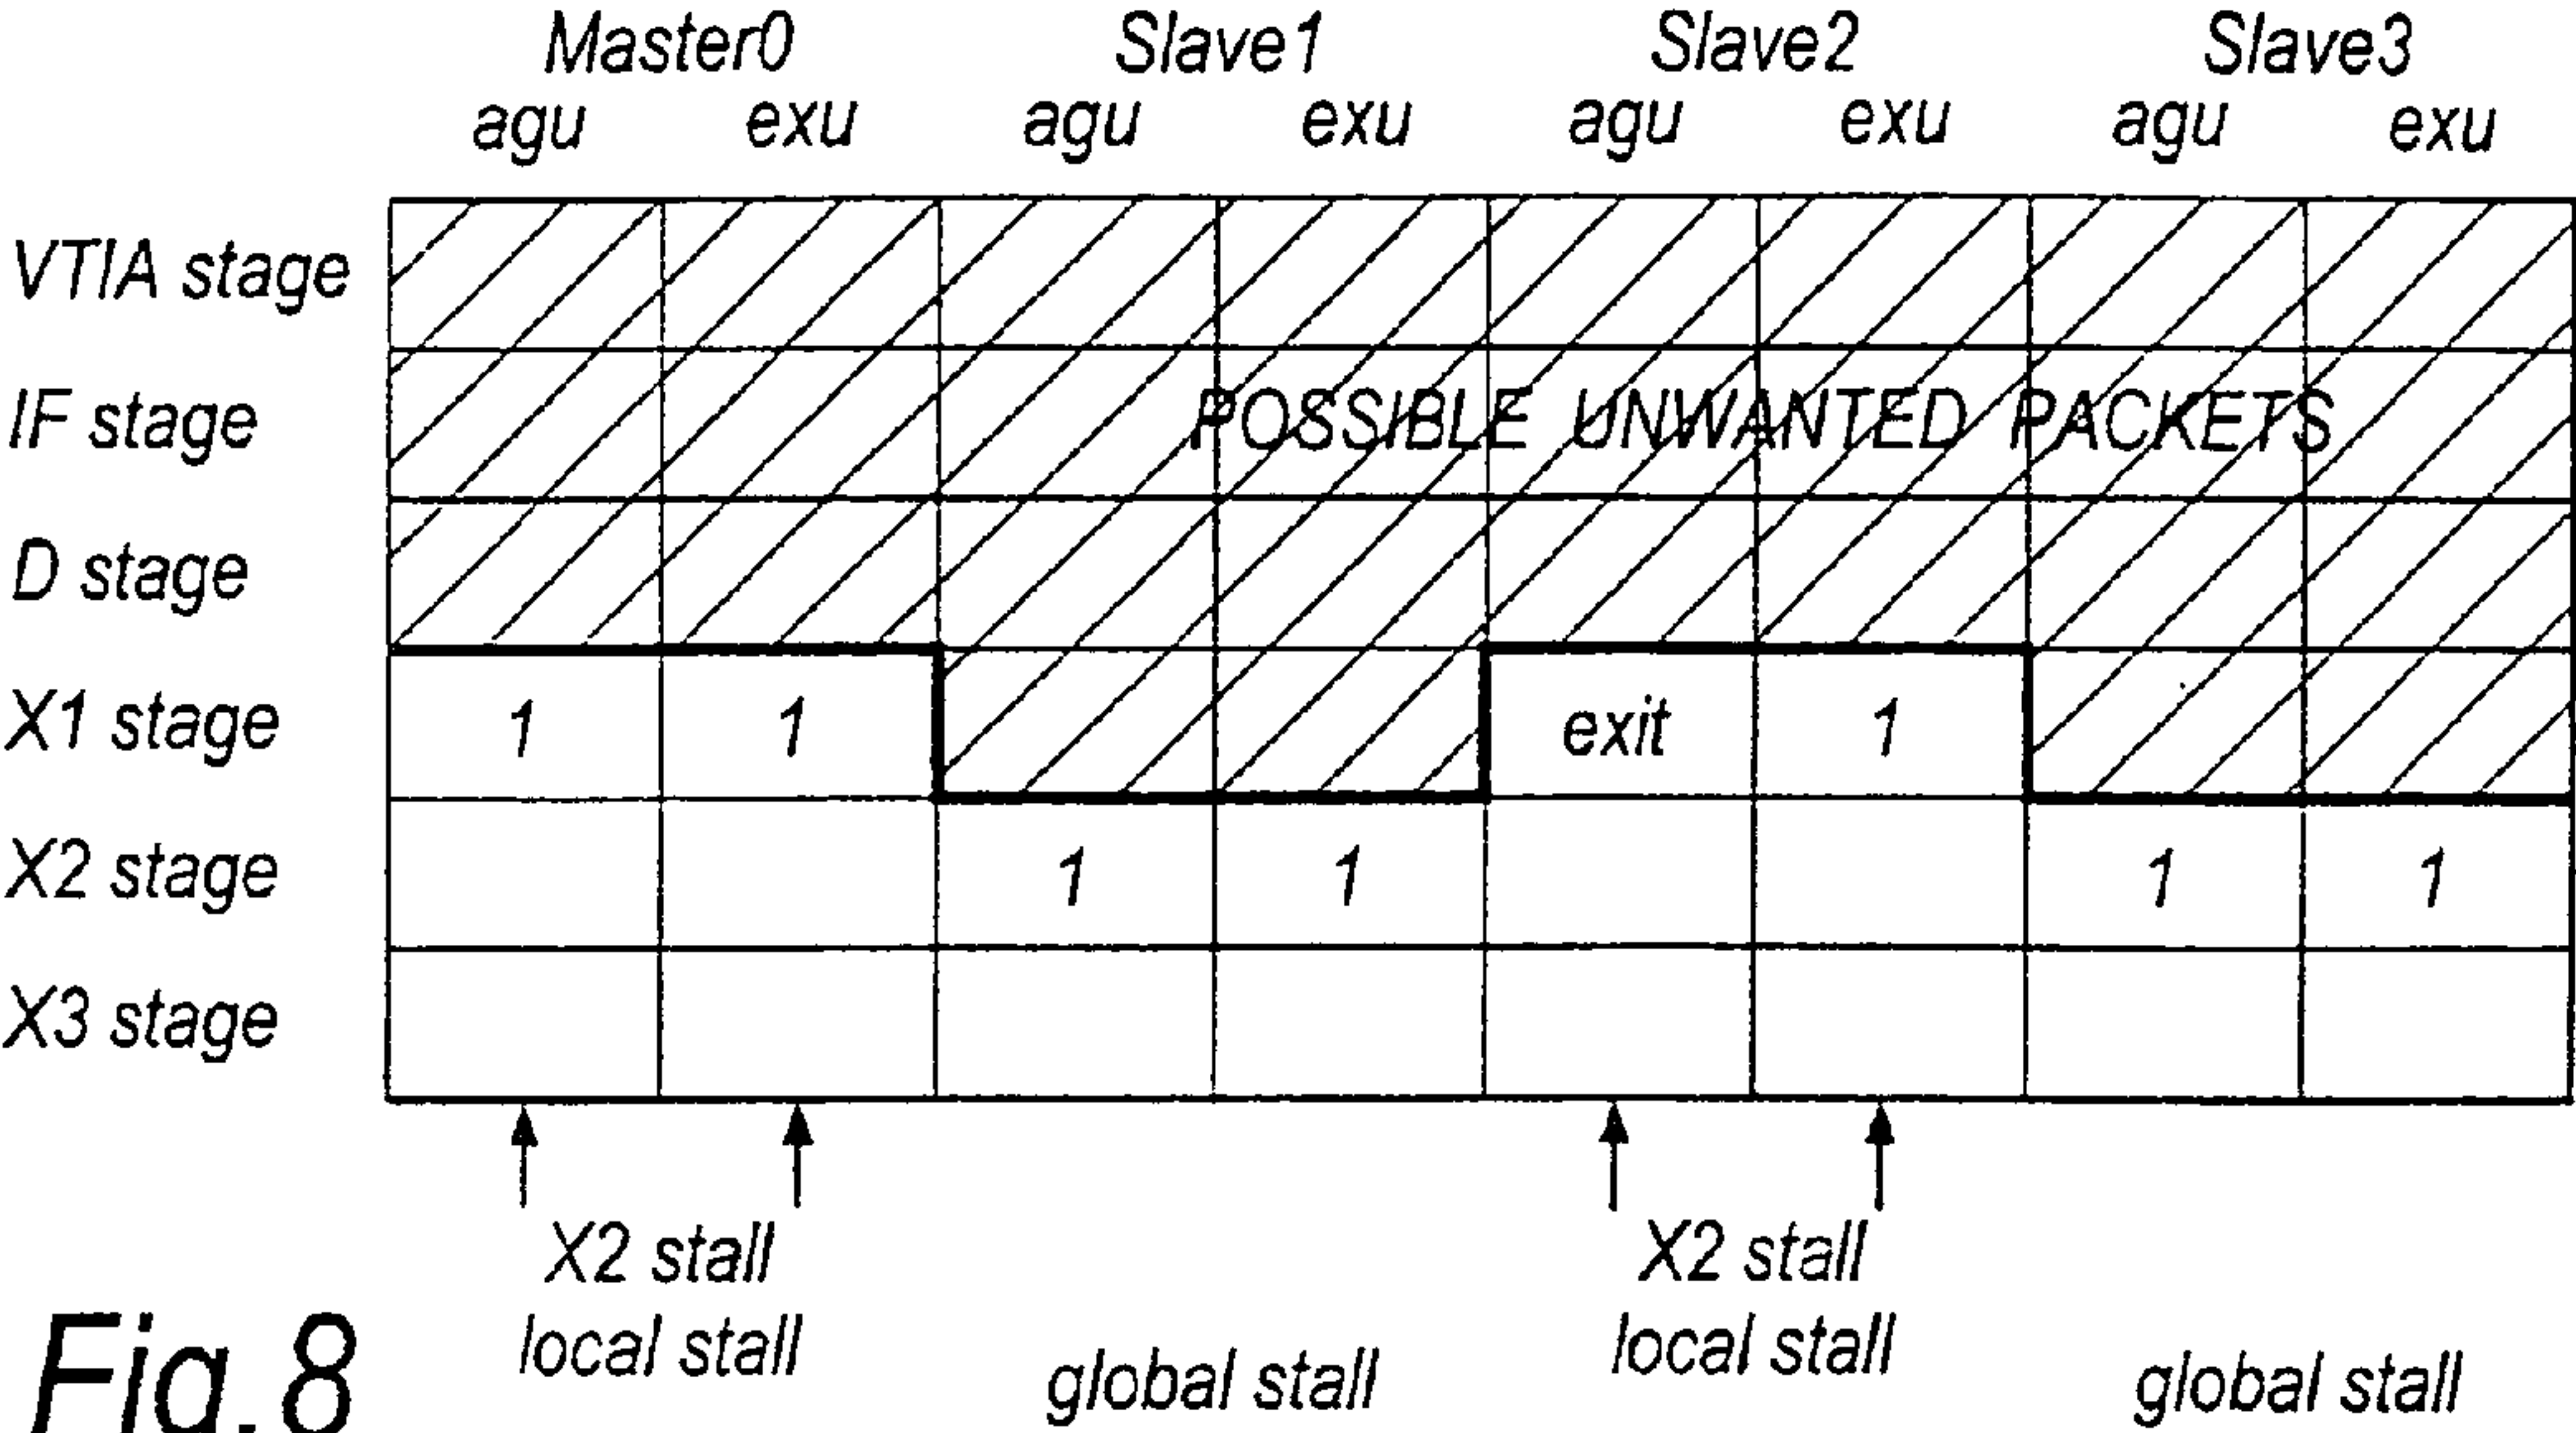 Master0 Slave1 Slave2 Slave3
agu exu agu exu agu exu agu exu
VTIA stage
IF stage POSSIBLE UNWANTED PACKETS
D stage
X1 stage 1 1 exit 1
X2 stage 1 1 1 1
X3 stage
X2 stall X2 stall
local stall local stall
global stall global stall
Fig.8